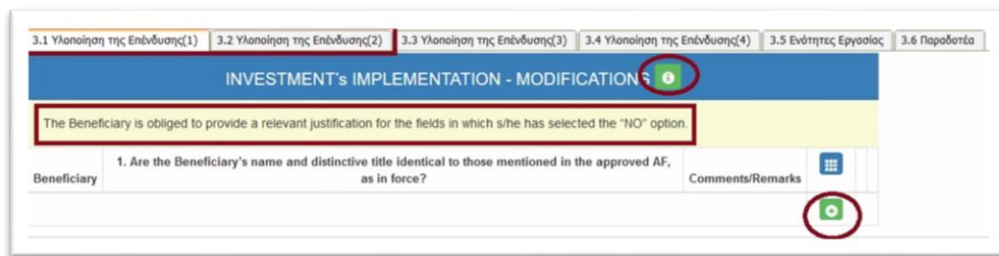 3.1 Υλοποίηση της Επένδυσης(1) 3.2 Υλοποίηση της Επένδυσης(2) 3.3 Υλοποίηση της Επένδυσης(3) 3.4 Υλοποίηση της Επένδυσης(4) 3.5 Ενότητες Εργασίας 3.6 Παραδοτέα
INVESTMENT's IMPLEMENTATION - MODIFICATIONS
The Beneficiary is obliged to provide a relevant justification for the fields in which s/he has selected the “NO” option.
Beneficiary 1. Are the Beneficiary's name and distinctive title identical to those mentioned in the approved AF, Comments/Remarks
as in force?